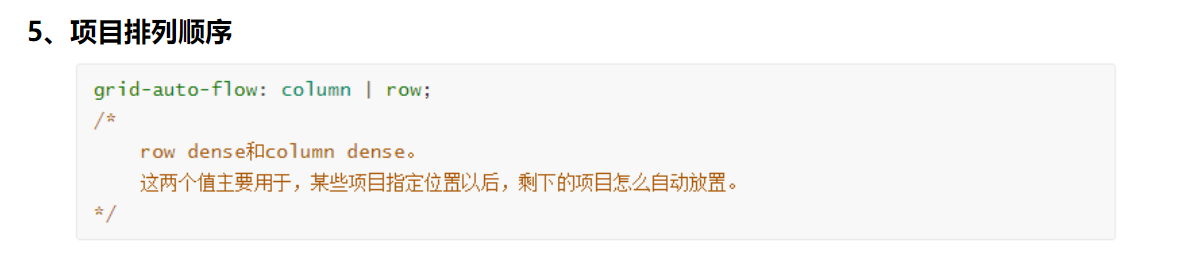 5、项目排列顺序
grid-auto-flow: column | row;
/*
row dense和column dense。
这两个值主要用于，某些项目指定位置以后，剩下的项目怎么自动放置。
*/